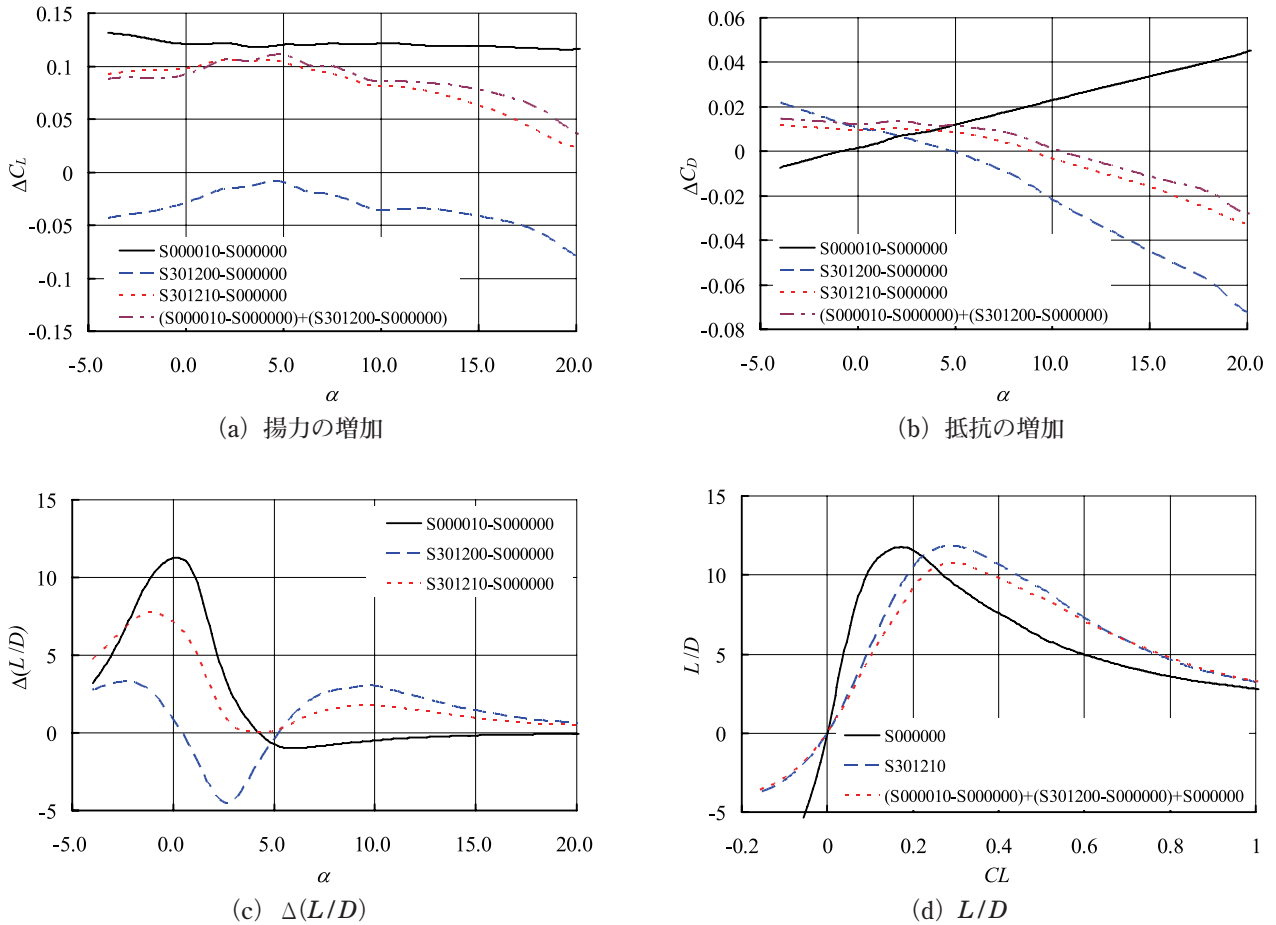 0.15
0.1
0.05
0
-0.05
-0.1
-0.15
ΔC_L
-5.0 0.0 5.0 10.0 15.0 20.0
α
S000010-S000000
S301200-S000000
S301210-S000000
(S000010-S000000)+(S301200-S000000)
(a) 揚力の増加
0.06
0.04
0.02
0
-0.02
-0.04
-0.06
-0.08
ΔC_D
-5.0 0.0 5.0 10.0 15.0 20.0
α
S000010-S000000
S301200-S000000
S301210-S000000
(S000010-S000000)+(S301200-S000000)
(b) 抵抗の増加
15
10
5
0
-5
Δ(L/D)
-5.0 0.0 5.0 10.0 15.0 20.0
α
S000010-S000000
S301200-S000000
S301210-S000000
(c) Δ(L/D)
15
10
5
0
-5
L/D
-0.2 0 0.2 0.4 0.6 0.8 1
CL
S000000
S301210
(S000010-S000000)+(S301200-S000000)+S000000
(d) L/D